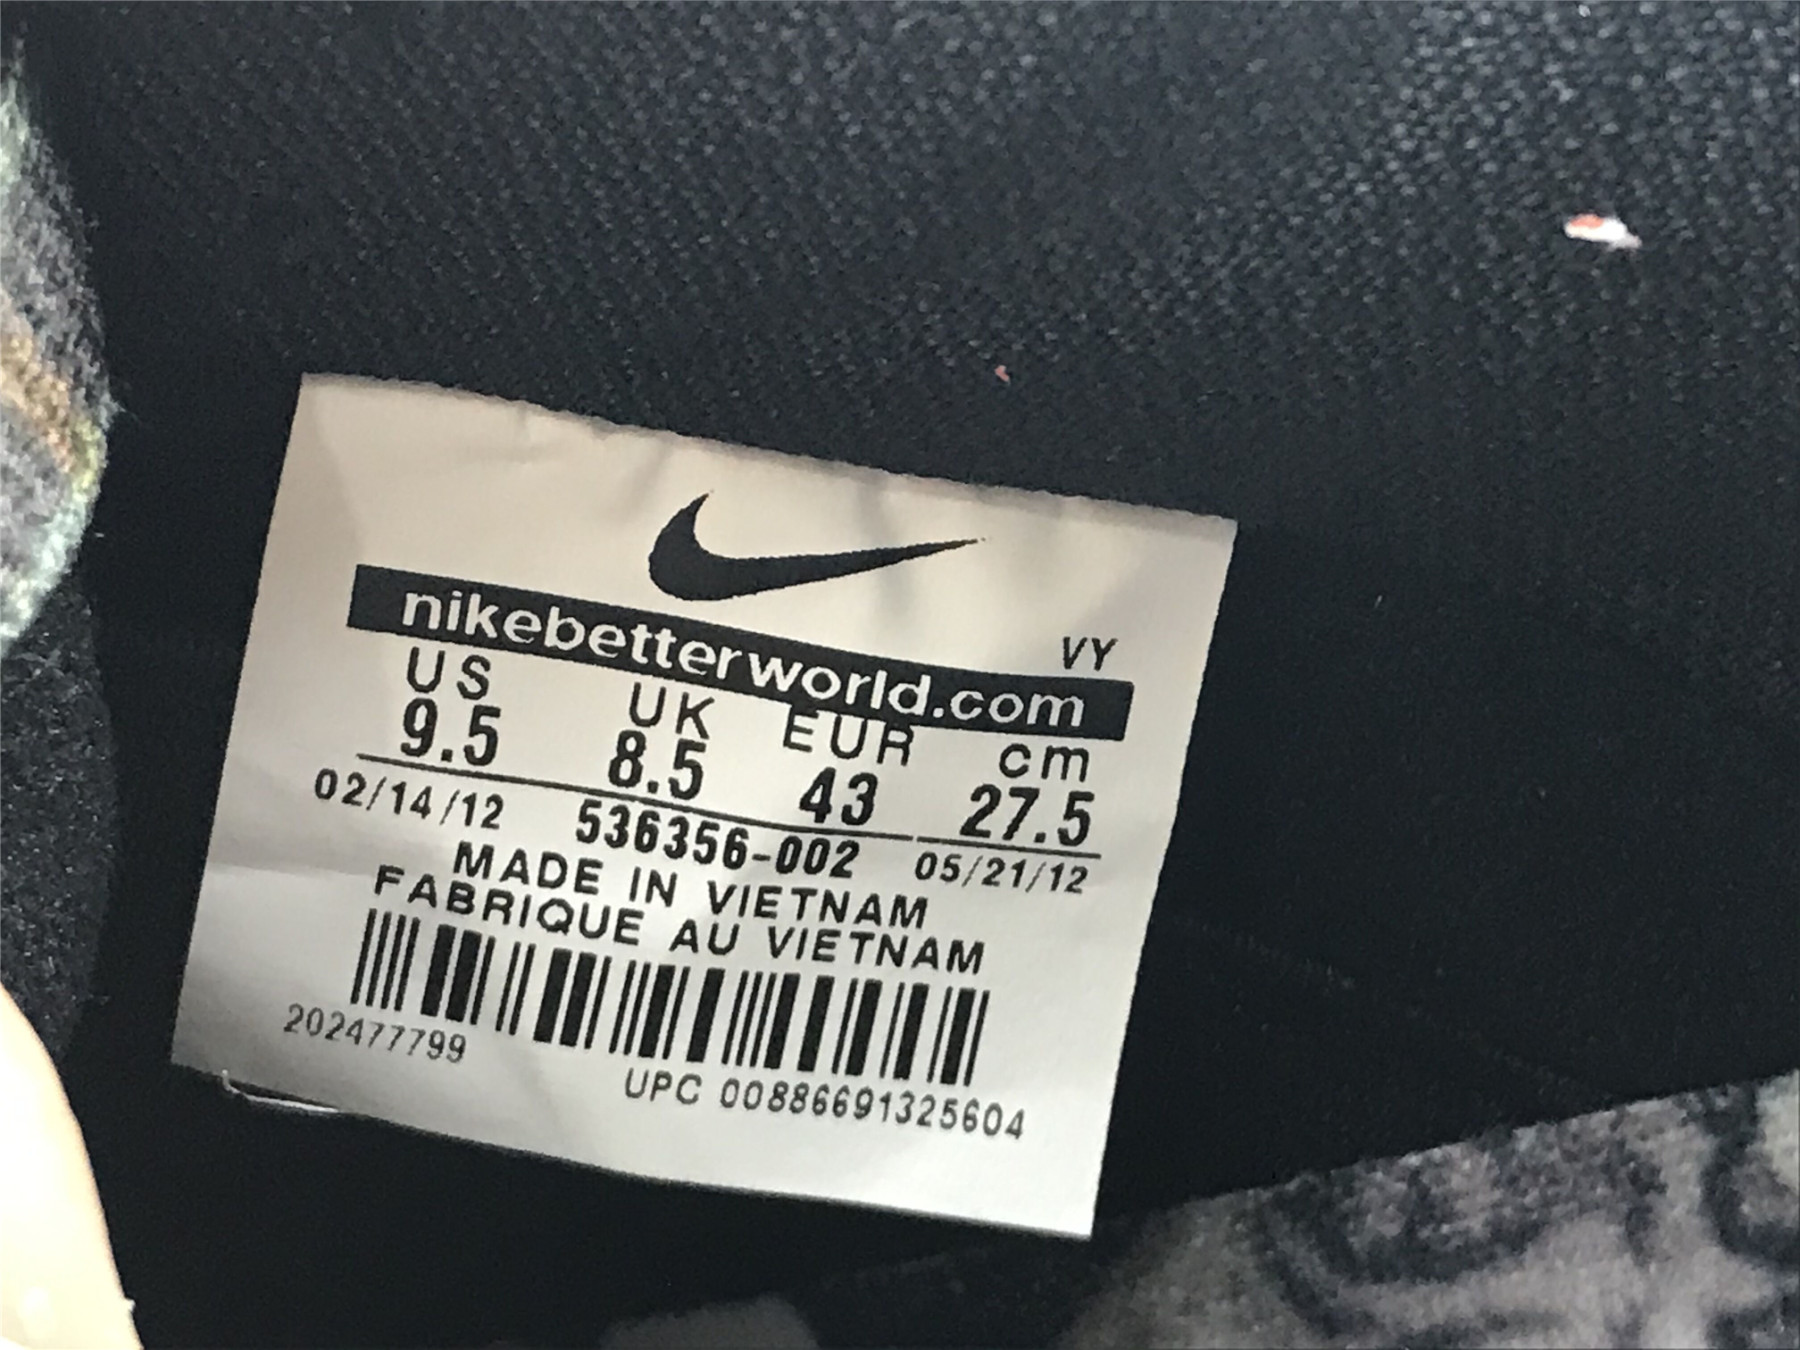 VY
nikebetterworld.com
US UK EUR cm
9.5 8.5 43 27.5
02/14/12 536356-002 05/21/12
MADE IN VIETNAM
FABRIQUE AU VIETNAM
202477799
UPC 00886691325604